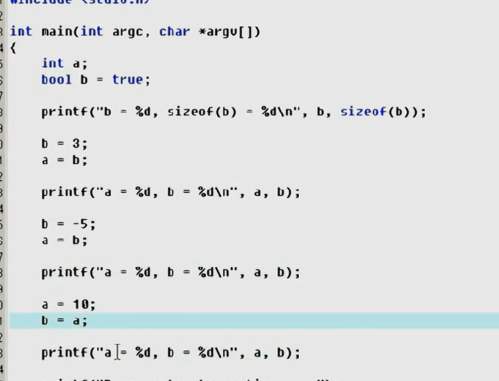 #include <stdio.h>
int main(int argc, char *argv[])
{
int a;
bool b = true;
printf("b = %d, sizeof(b) = %d\n", b, sizeof(b));
b = 3;
a = b;
printf("a = %d, b = %d\n", a, b);
b = -5;
a = b;
printf("a = %d, b = %d\n", a, b);
a = 10;
b = a;
printf("a = %d, b = %d\n", a, b);